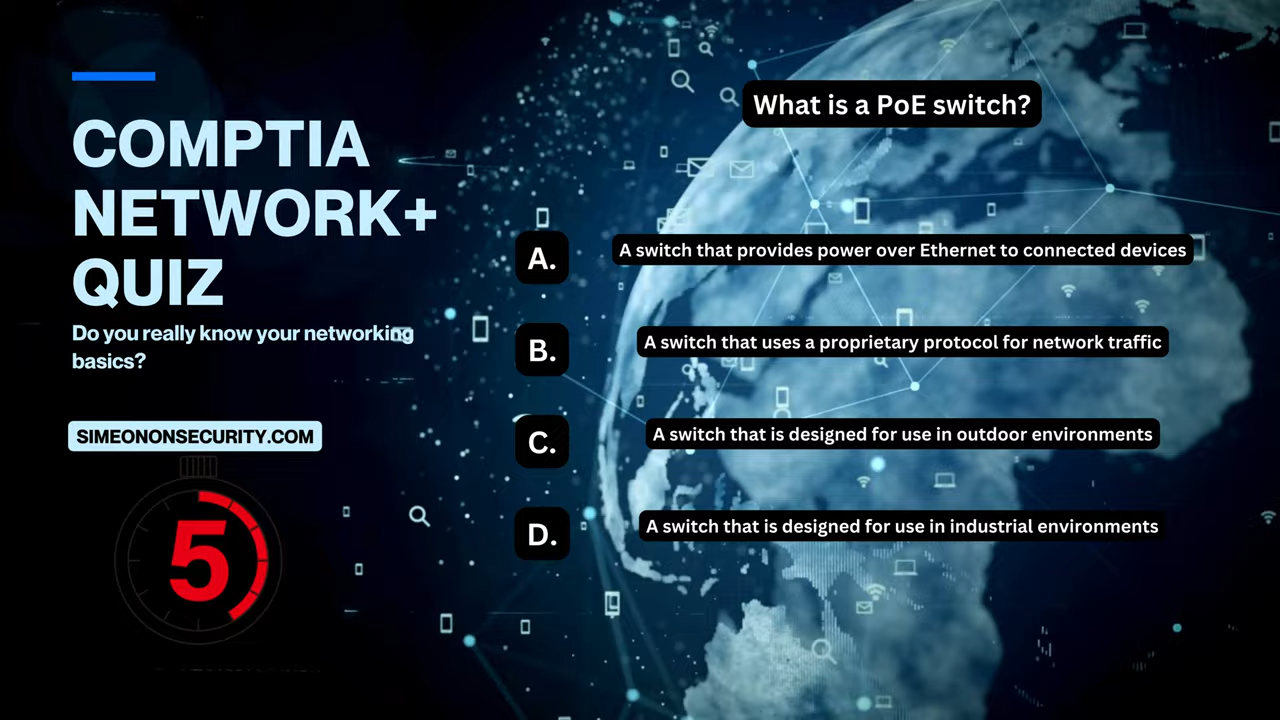 COMPTIA
NETWORK+
QUIZ
Do you really know your networking
basics?
SIMEONONSECURITY.COM
5
What is a PoE switch?
A. A switch that provides power over Ethernet to connected devices
B. A switch that uses a proprietary protocol for network traffic
C. A switch that is designed for use in outdoor environments
D. A switch that is designed for use in industrial environments